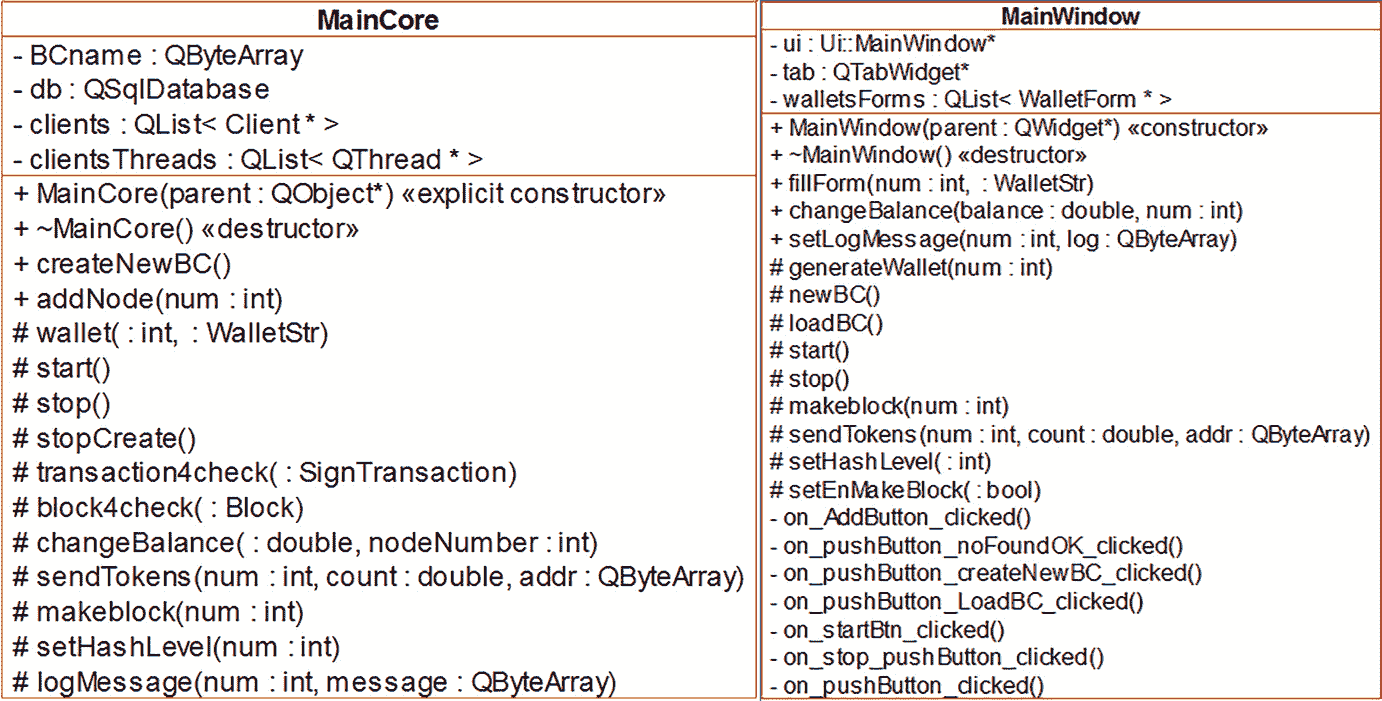 MainCore
- BCname : QByteArray
- db : QSqlDatabase
- clients : QList< Client * >
- clientsThreads : QList< QThread * >
+ MainCore(parent : QObject*) «explicit constructor»
+ ~MainCore() «destructor»
+ createNewBC()
+ addNode(num : int)
# wallet( : int, : WalletStr)
# start()
# stop()
# stopCreate()
# transaction4check( : SignTransaction)
# block4check( : Block)
# changeBalance( : double, nodeNumber : int)
# sendTokens(num : int, count : double, addr : QByteArray)
# makeblock(num : int)
# setHashLevel(num : int)
# logMessage(num : int, message : QByteArray)
MainWindow
- ui : Ui::MainWindow*
- tab : QTabWidget*
- walletsForms : QList< WalletForm * >
+ MainWindow(parent : QWidget*) «constructor»
+ ~MainWindow() «destructor»
+ fillForm(num : int, : WalletStr)
+ changeBalance(balance : double, num : int)
+ setLogMessage(num : int, log : QByteArray)
# generateWallet(num : int)
# newBC()
# loadBC()
# start()
# stop()
# makeblock(num : int)
# sendTokens(num : int, count : double, addr : QByteArray)
# setHashLevel( : int)
# setEnMakeBlock( : bool)
- on_AddButton_clicked()
- on_pushButton_noFoundOK_clicked()
- on_pushButton_createNewBC_clicked()
- on_pushButton_LoadBC_clicked()
- on_startBtn_clicked()
- on_stop_pushButton_clicked()
- on_pushButton_clicked()